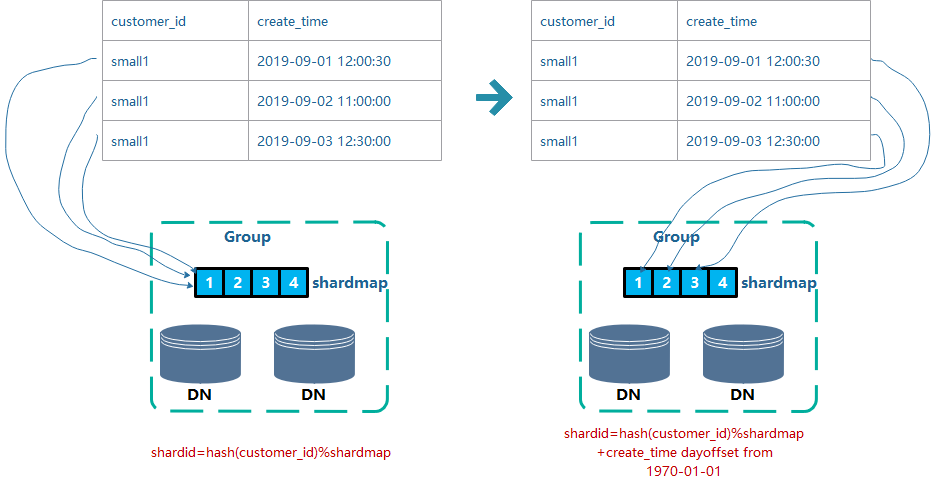 customer_id create_time
small1 2019-09-01 12:00:30
small1 2019-09-02 11:00:00
small1 2019-09-03 12:30:00
Group
1 2 3 4 shardmap
DN DN
shardid=hash(customer_id)%shardmap
customer_id create_time
small1 2019-09-01 12:00:30
small1 2019-09-02 11:00:00
small1 2019-09-03 12:30:00
Group
1 2 3 4 shardmap
DN DN
shardid=hash(customer_id)%shardmap
+create_time dayoffset from
1970-01-01